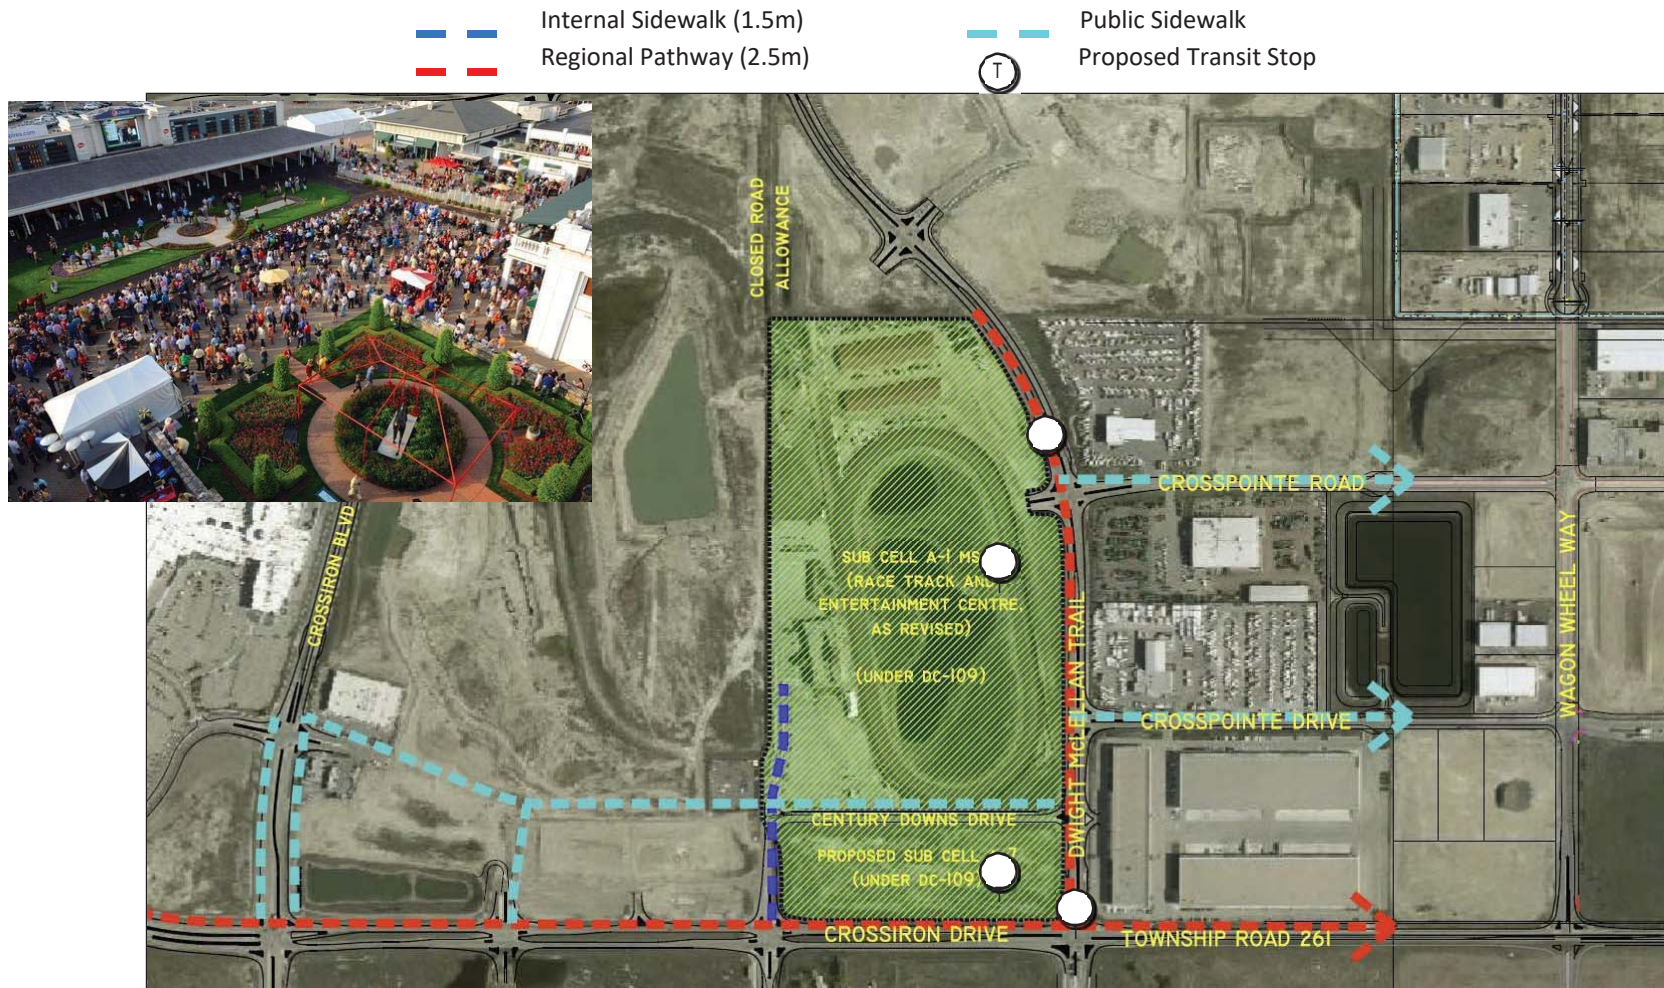 Internal Sidewalk (1.5m)
Public Sidewalk
Regional Pathway (2.5m)
Proposed Transit Stop
T
CLOSED ROAD
ALLOWANCE
CROSSIRON BLVD
CROSSPOINTE ROAD
SUB CELL A-1 MS
(RACE TRACK AND
ENTERTAINMENT CENTRE,
AS REVISED)
(UNDER DC-109)
DWIGHT McLELLAN TRAIL
WAGON WHEEL WAY
CROSSPOINTE DRIVE
CENTURY DOWNS DRIVE
PROPOSED SUB CELL
(UNDER DC-109)
CROSSIRON DRIVE
TOWNSHIP ROAD 261